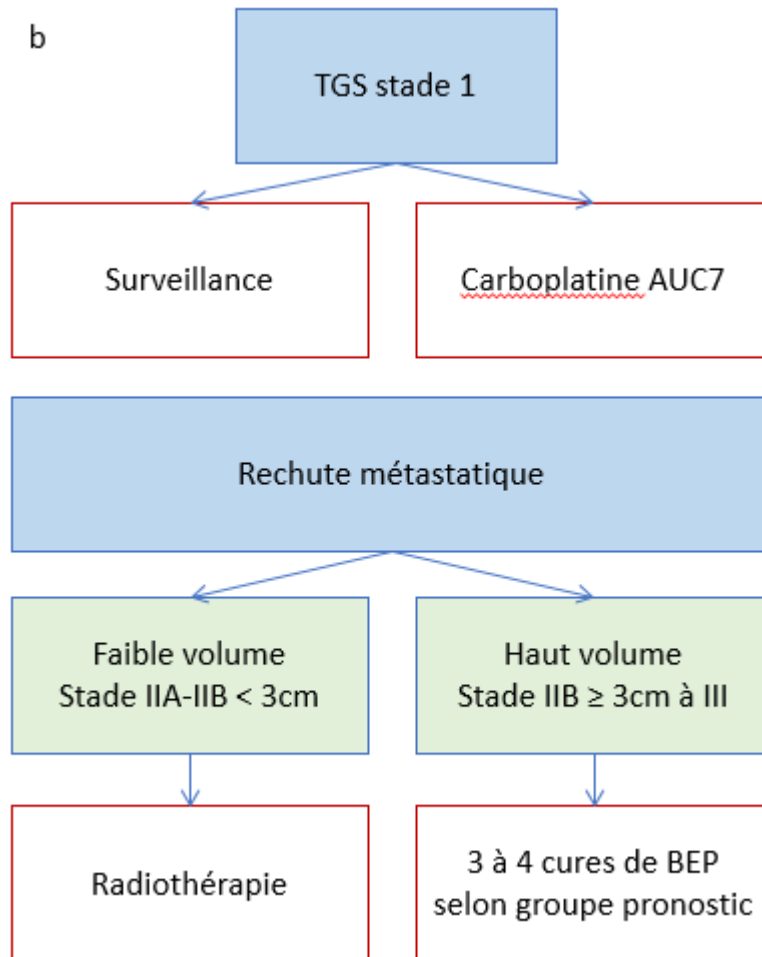 b
TGS stade 1
Surveillance
Carboplatine AUC7
Rechute métastatique
Faible volume
Stade IIA-IIB < 3cm
Haut volume
Stade IIB ≥ 3cm à III
Radiothérapie
3 à 4 cures de BEP
selon groupe pronostic